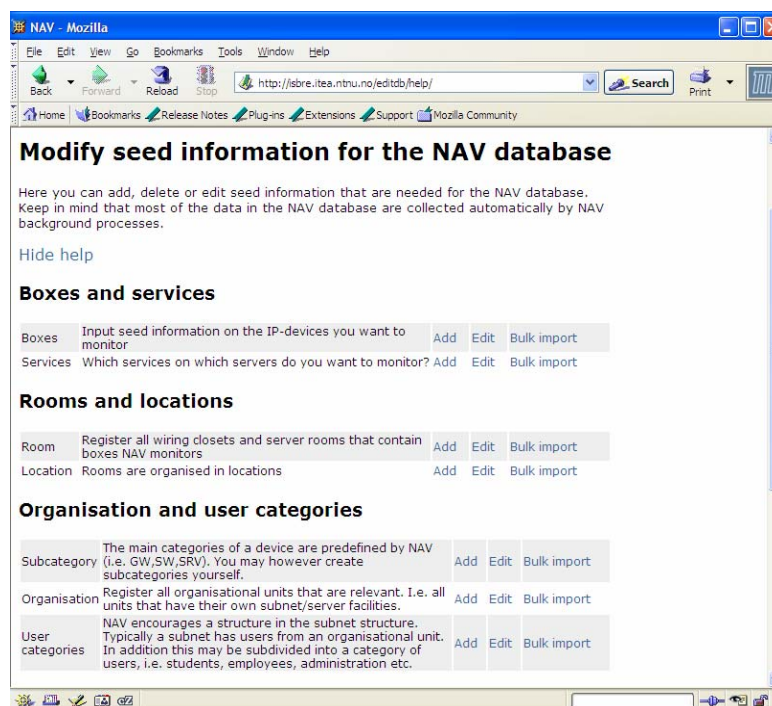 NAV - Mozilla
File Edit View Go Bookmarks Tools Window Help
Back Forward Reload Stop http://isbre.itea.ntnu.no/editdb/help/ Search Print
Home Bookmarks Release Notes Plug-ins Extensions Support Mozilla Community
Modify seed information for the NAV database
Here you can add, delete or edit seed information that are needed for the NAV database.
Keep in mind that most of the data in the NAV database are collected automatically by NAV
background processes.
Hide help
Boxes and services
Boxes Input seed information on the IP-devices you want to
monitor Add Edit Bulk import
Services Which services on which servers do you want to monitor? Add Edit Bulk import
Rooms and locations
Room Register all wiring closets and server rooms that contain
boxes NAV monitors Add Edit Bulk import
Location Rooms are organised in locations Add Edit Bulk import
Organisation and user categories
Subcategory The main categories of a device are predefined by NAV
(i.e. GW,SW,SRV). You may however create
subcategories yourself. Add Edit Bulk import
Organisation Register all organisational units that are relevant. I.e. all
units that have their own subnet/server facilities. Add Edit Bulk import
User
categories NAV encourages a structure in the subnet structure.
Typically a subnet has users from an organisational unit.
In addition this may be subdivided into a category of
users, i.e. students, employees, administration etc. Add Edit Bulk import